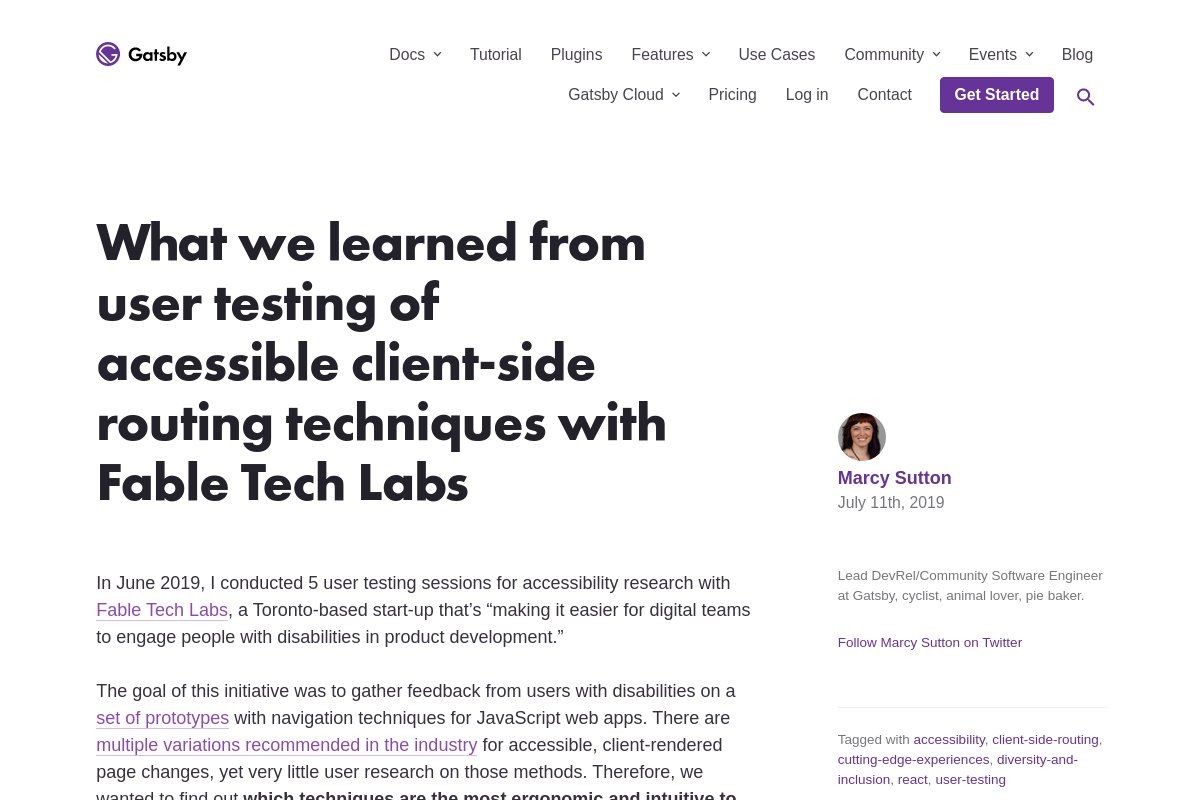 Gatsby
Docs Tutorial Plugins Features Use Cases Community Events Blog
Gatsby Cloud Pricing Log in Contact Get Started
What we learned from
user testing of
accessible client-side
routing techniques with
Fable Tech Labs
Marcy Sutton
July 11th, 2019
Lead DevRel/Community Software Engineer
at Gatsby, cyclist, animal lover, pie baker.
Follow Marcy Sutton on Twitter
Tagged with accessibility, client-side-routing,
cutting-edge-experiences, diversity-and-
inclusion, react, user-testing
In June 2019, I conducted 5 user testing sessions for accessibility research with
Fable Tech Labs, a Toronto-based start-up that’s “making it easier for digital teams
to engage people with disabilities in product development.”
The goal of this initiative was to gather feedback from users with disabilities on a
set of prototypes with navigation techniques for JavaScript web apps. There are
multiple variations recommended in the industry for accessible, client-rendered
page changes, yet very little user research on those methods. Therefore, we
wanted to find out which techniques are the most ergonomic and intuitive to